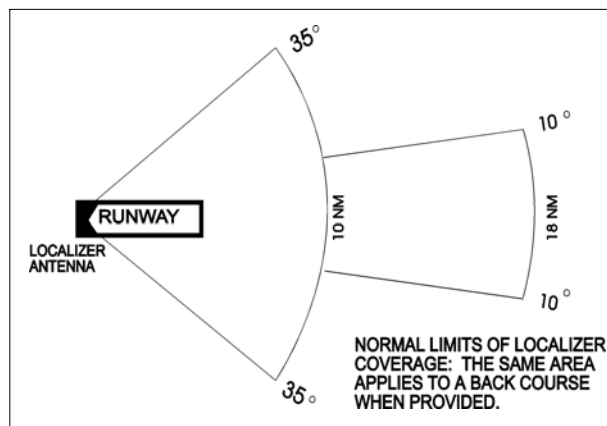 35°
10°
RUNWAY
10 NM
18 NM
LOCALIZER
ANTENNA
10°
35°
NORMAL LIMITS OF LOCALIZER
COVERAGE: THE SAME AREA
APPLIES TO A BACK COURSE
WHEN PROVIDED.